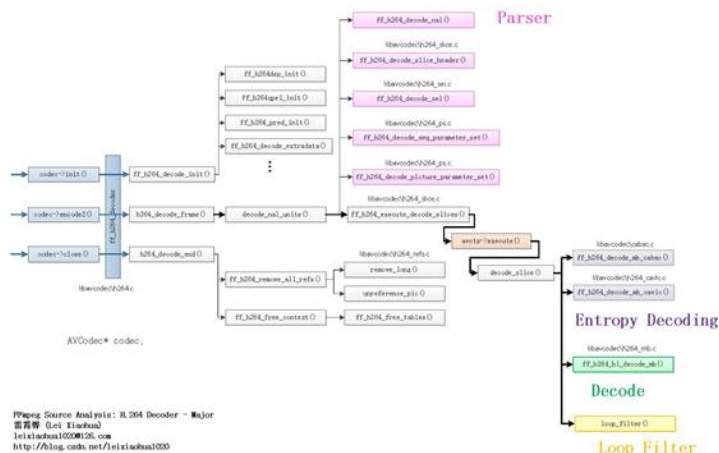 ff_h264_decode_nal()
Parser
libavcodec\h264_slice.c
ff_h264_decode_slice_header()
libavcodec\h264_sei.c
ff_h264_decode_sei()
libavcodec\h264_ps.c
ff_h264_decode_seq_parameter_set()
libavcodec\h264_ps.c
ff_h264_decode_picture_parameter_set()
ff_h264dsp_init()
ff_h264qpel_init()
ff_h264_pred_init()
ff_h264_decode_extradata()
codec->init()
ff_h264_Decoder
ff_h264_decode_init()
libavcodec\h264_slice.c
codec->encode2()
h264_decode_frame()
decode_nal_units()
ff_h264_execute_decode_slices()
avctx->execute()
codec->close()
h264_decode_end()
libavcodec\h264.c
libavcodec\h264_refs.c
ff_h264_remove_all_refs()
remove_long()
unreference_pic()
ff_h264_free_context()
ff_h264_free_tables()
decode_slice()
libavcodec\h264_cabac.c
ff_h264_decode_mb_cabac()
libavcodec\h264_cavlc.c
ff_h264_decode_mb_cavlc()
Entropy Decoding
libavcodec\h264_mb.c
ff_h264_hl_decode_mb()
Decode
loop_filter()
Loop Filter
AVCodec* codec;
FFmpeg Source Analysis: H.264 Decoder - Major
雷霄骅 (Lei Xiaohua)
leixiaohua1020@126.com
http://blog.csdn.net/leixiaohua1020